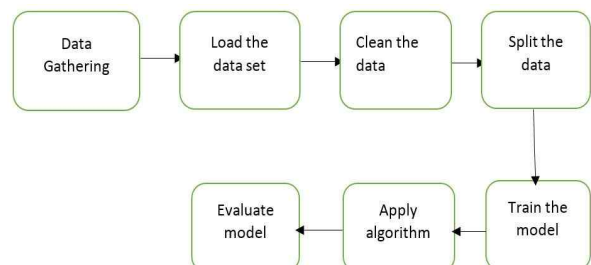 Data
Gathering
Load the
data set
Clean the
data
Split the
data
Train the
model
Apply
algorithm
Evaluate
model